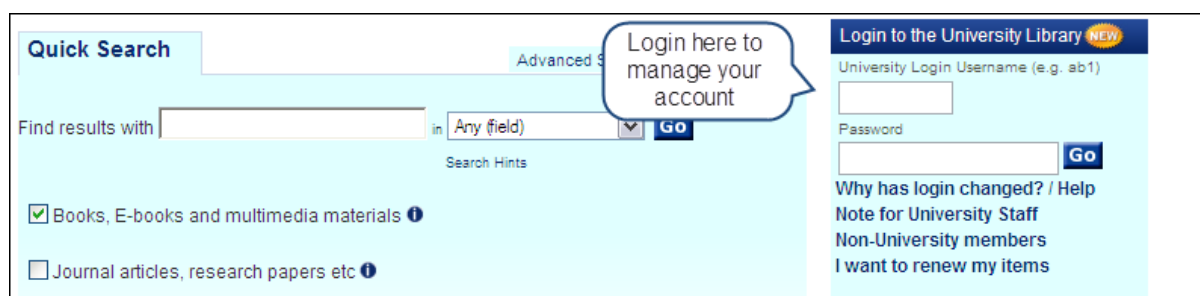 Quick Search
Advanced S
Login here to
manage your
account
Find results with
in Any (field)
Go
Search Hints
Books, E-books and multimedia materials
Journal articles, research papers etc
Login to the University Library NEW
University Login Username (e.g. ab1)
Password
Go
Why has login changed? / Help
Note for University Staff
Non-University members
I want to renew my items